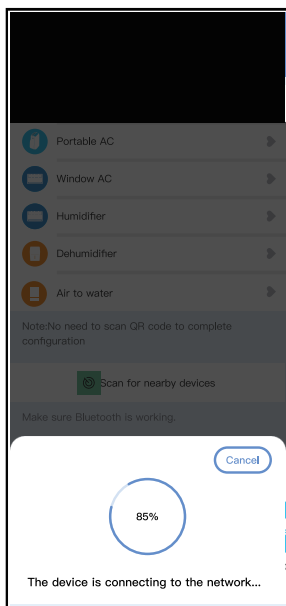 Portable AC
Window AC
Humidifier
Dehumidifier
Air to water
Note:No need to scan QR code to complete
configuration
Scan for nearby devices
Make sure Bluetooth is working.
Cancel
85%
The device is connecting to the network...